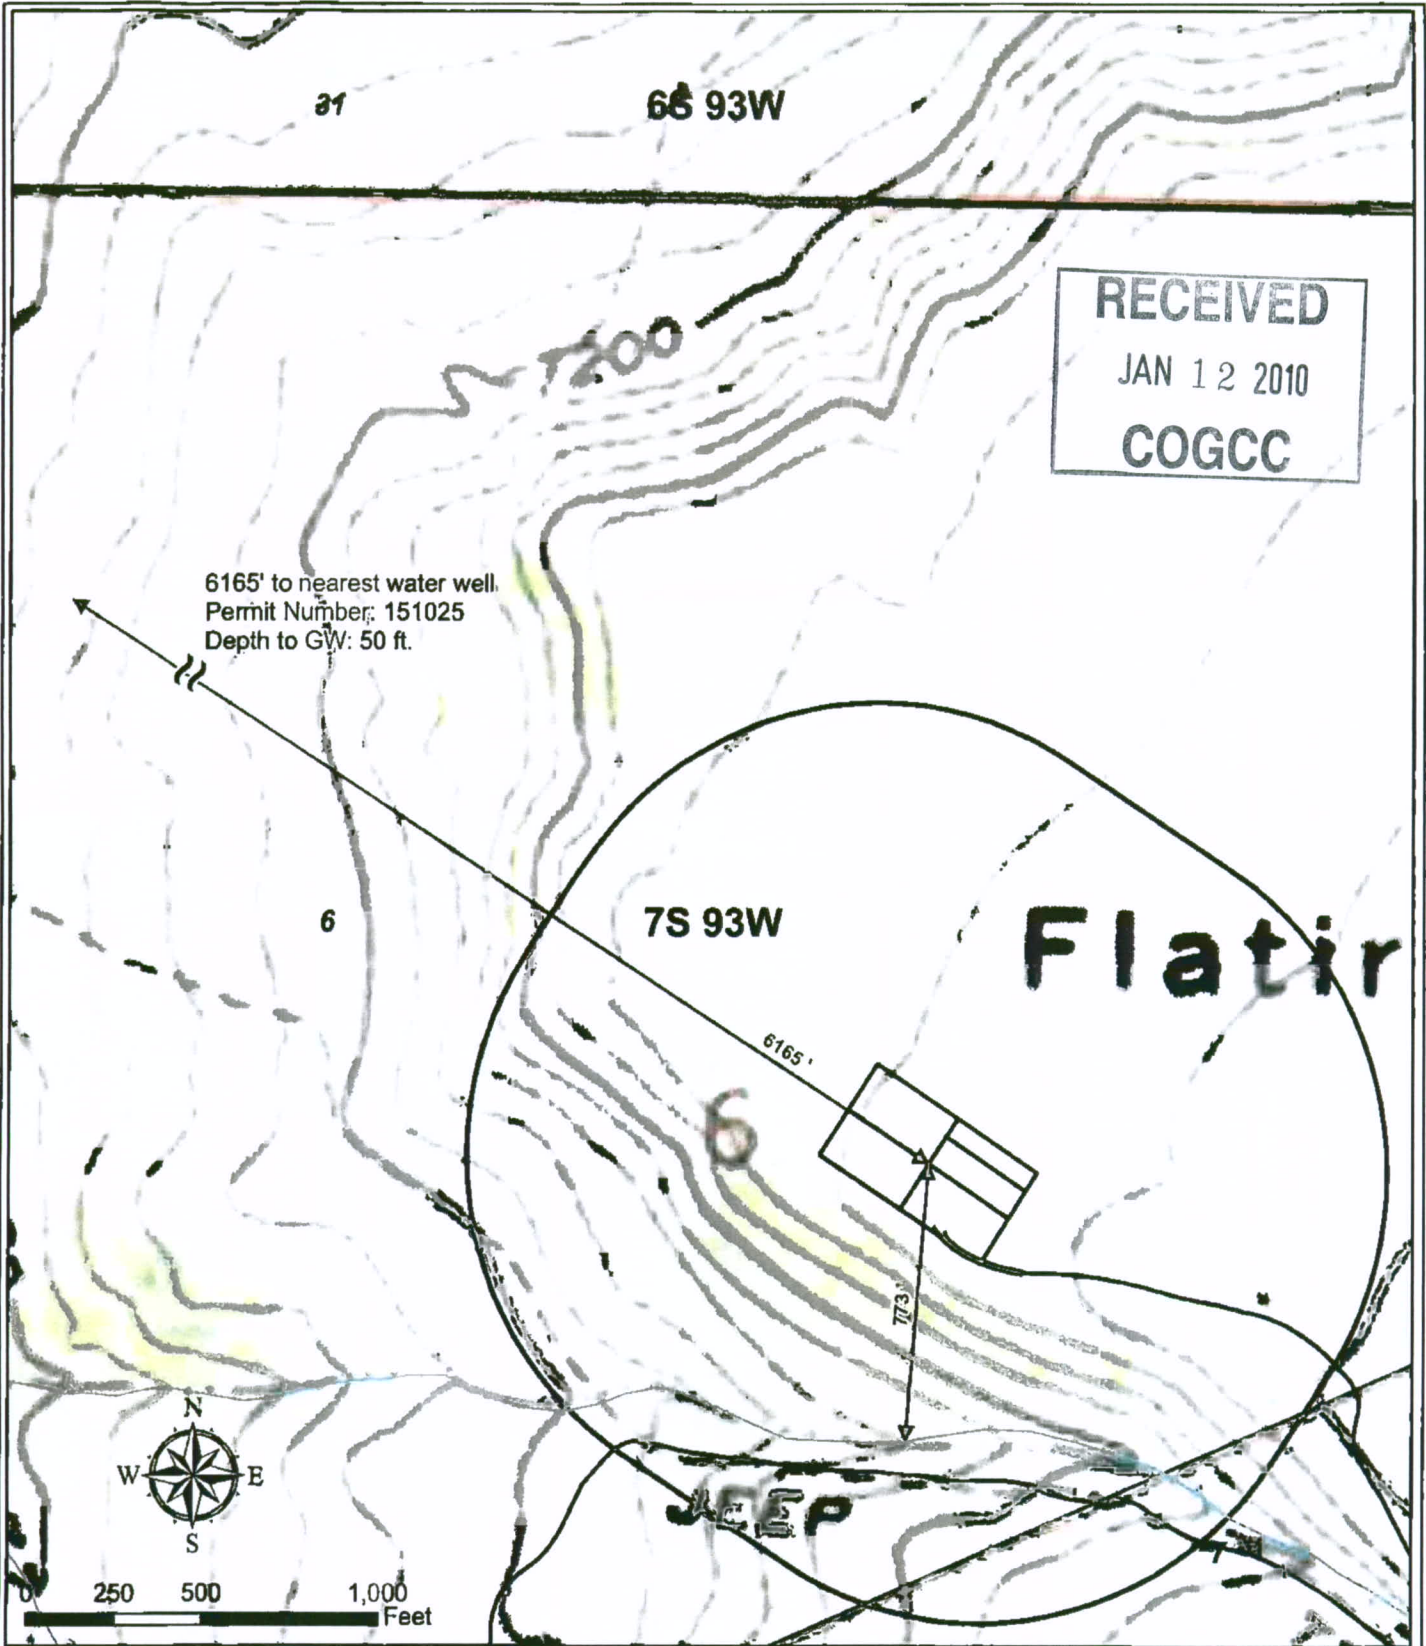 31
6S 93W
7200
RECEIVED
JAN 12 2010
COGCC
6165' to nearest water well
Permit Number: 151025
Depth to GW: 50 ft.
6
7S 93W
Flatir
6165 '
6
773'
JEEP
N
W E
S
0 250 500 1,000
Feet